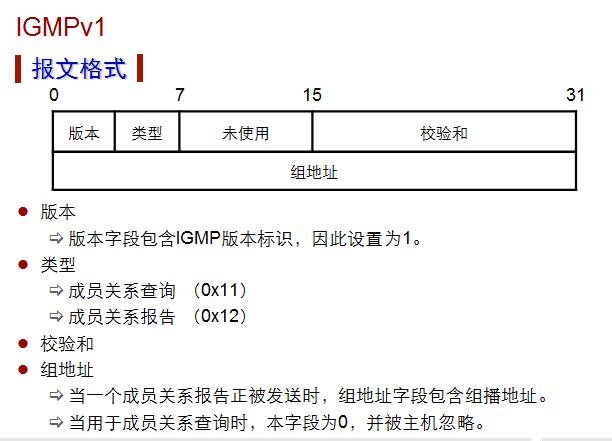 IGMPv1
报文格式
0 7 15 31
版本 类型 未使用 校验和
组地址
版本
版本字段包含IGMP版本标识，因此设置为1。
类型
成员关系查询 （0x11）
成员关系报告 （0x12）
校验和
组地址
当一个成员关系报告正被发送时，组地址字段包含组播地址。
当用于成员关系查询时，本字段为0，并被主机忽略。